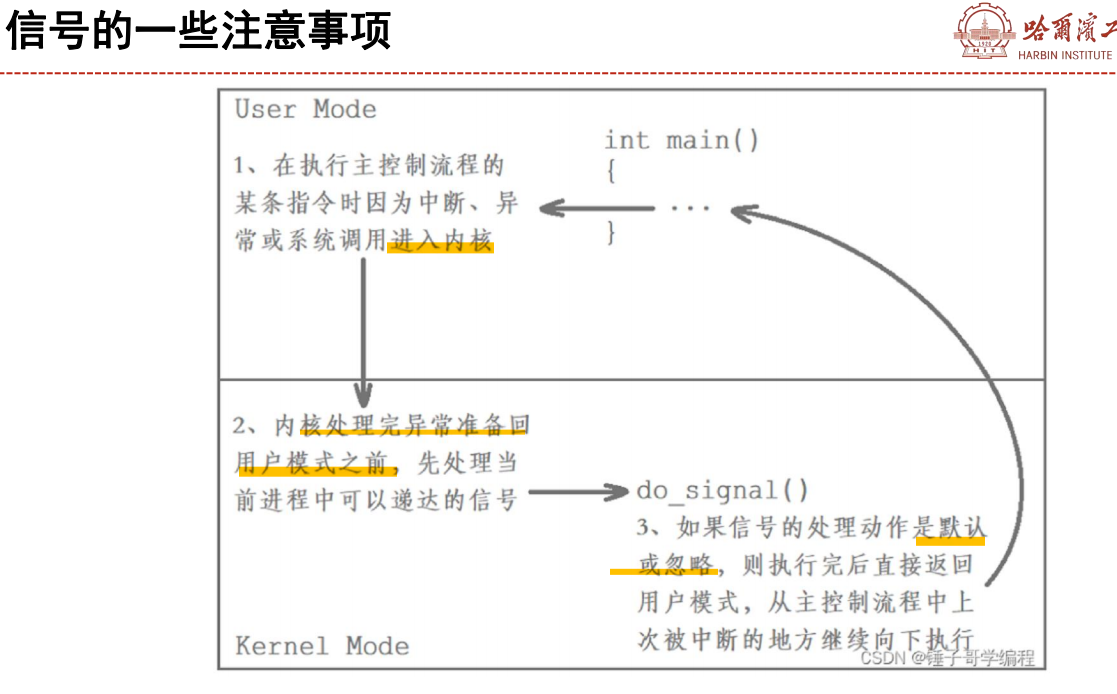 信号的一些注意事项
哈爾濱工
HARBIN INSTITUTE
1920
HIT
User Mode
1、在执行主控制流程的
某条指令时因为中断、异
常或系统调用进入内核
int main()
{
...
}
2、内核处理完异常准备回
用户模式之前，先处理当
前进程中可以递达的信号
do_signal()
3、如果信号的处理动作是默认
或忽略，则执行完后直接返回
用户模式，从主控制流程中上
次被中断的地方继续向下执行
Kernel Mode
CSDN @锤子哥学编程